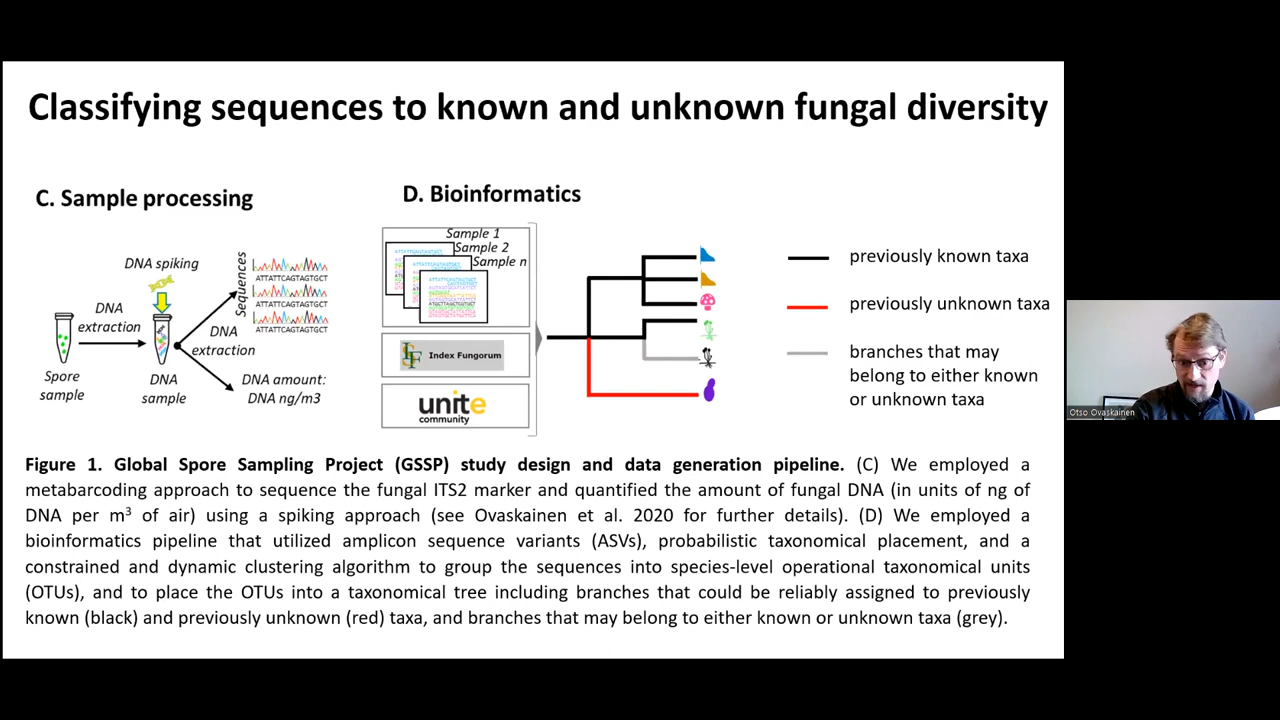 Classifying sequences to known and unknown fungal diversity
C. Sample processing
DNA spiking
DNA
extraction
Spore
sample
DNA
sample
DNA
extraction
Sequences
ATTATTCAGTAGTGCT
ATTATTCAGTAGTGCT
ATTATTCAGTAGTGCT
DNA amount:
DNA ng/m3
D. Bioinformatics
Sample 1
Sample 2
Sample n
Index Fungorum
unite
community
previously known taxa
previously unknown taxa
branches that may
belong to either known
or unknown taxa
Figure 1. Global Spore Sampling Project (GSSP) study design and data generation pipeline. (C) We employed a
metabarcoding approach to sequence the fungal ITS2 marker and quantified the amount of fungal DNA (in units of ng of
DNA per m³ of air) using a spiking approach (see Ovaskainen et al. 2020 for further details). (D) We employed a
bioinformatics pipeline that utilized amplicon sequence variants (ASVs), probabilistic taxonomical placement, and a
constrained and dynamic clustering algorithm to group the sequences into species-level operational taxonomical units
(OTUs), and to place the OTUs into a taxonomical tree including branches that could be reliably assigned to previously
known (black) and previously unknown (red) taxa, and branches that may belong to either known or unknown taxa (grey).
Otso Ovaskainen